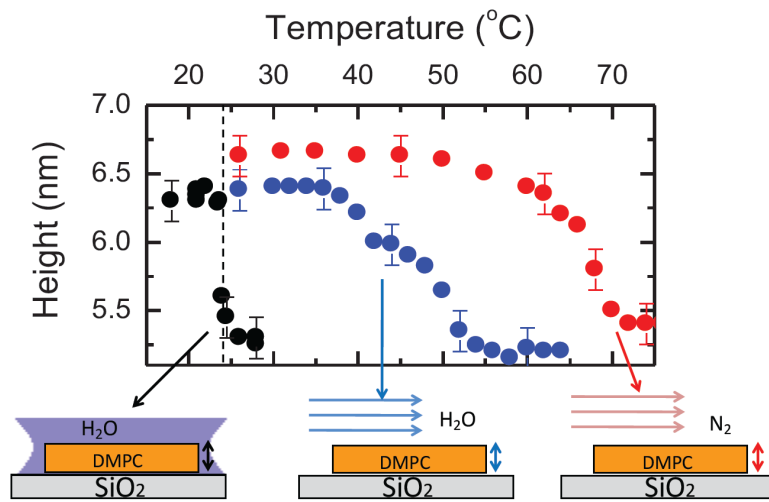 Temperature (°C)
20 30 40 50 60 70
7.0
6.5
6.0
5.5
Height (nm)
H₂O
DMPC
SiO₂
H₂O
DMPC
SiO₂
N₂
DMPC
SiO₂